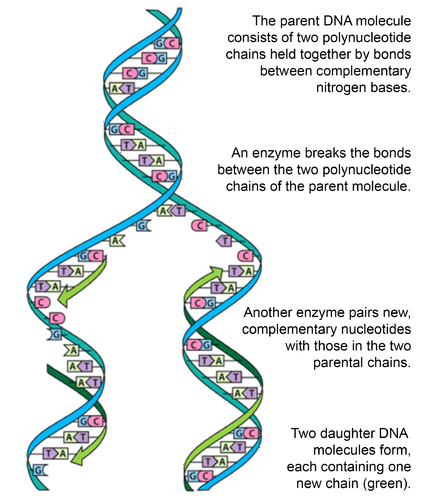 The parent DNA molecule
consists of two polynucleotide
chains held together by bonds
between complementary
nitrogen bases.
G C
C G
C G
A T
G C
T A
T A
C G
An enzyme breaks the bonds
between the two polynucleotide
chains of the parent molecule.
A T
G C
A T
G C C
T A T A
T A T A
C C G
C
G
Another enzyme pairs new,
complementary nucleotides
with those in the two
parental chains.
C G
A T A
A T A T
A T A T
G C
Two daughter DNA
molecules form,
each containing one
new chain (green).
A T G C
T A A T
G G C